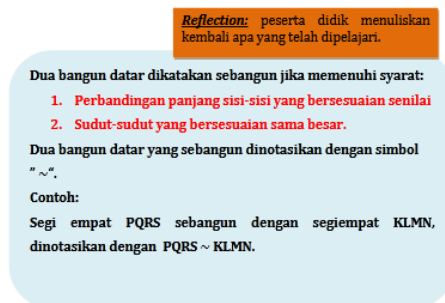 Reflection: peserta didik menuliskan
kembali apa yang telah dipelajari.
Dua bangun datar dikatakan sebangun jika memenuhi syarat:
1. Perbandingan panjang sisi-sisi yang bersesuaian senilai
2. Sudut-sudut yang bersesuaian sama besar.
Dua bangun datar yang sebangun dinotasikan dengan simbol
” ~“.
Contoh:
Segi empat PQRS sebangun dengan segiempat KLMN,
dinotasikan dengan PQRS ~ KLMN.